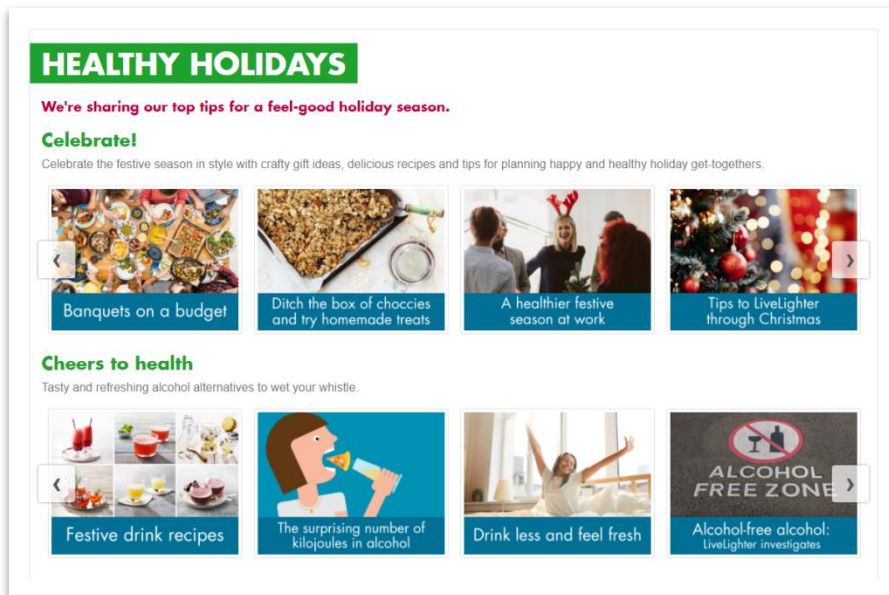 HEALTHY HOLIDAYS
We're sharing our top tips for a feel-good holiday season.
Celebrate!
Celebrate the festive season in style with crafty gift ideas, delicious recipes and tips for planning happy and healthy holiday get-togethers.
Banquets on a budget
Ditch the box of choccies
and try homemade treats
A healthier festive
season at work
Tips to LiveLighter
through Christmas
Cheers to health
Tasty and refreshing alcohol alternatives to wet your whistle.
ALCOHOL
FREE ZONE
Festive drink recipes
The surprising number of
kilojoules in alcohol
Drink less and feel fresh
Alcohol-free alcohol:
LiveLighter investigates